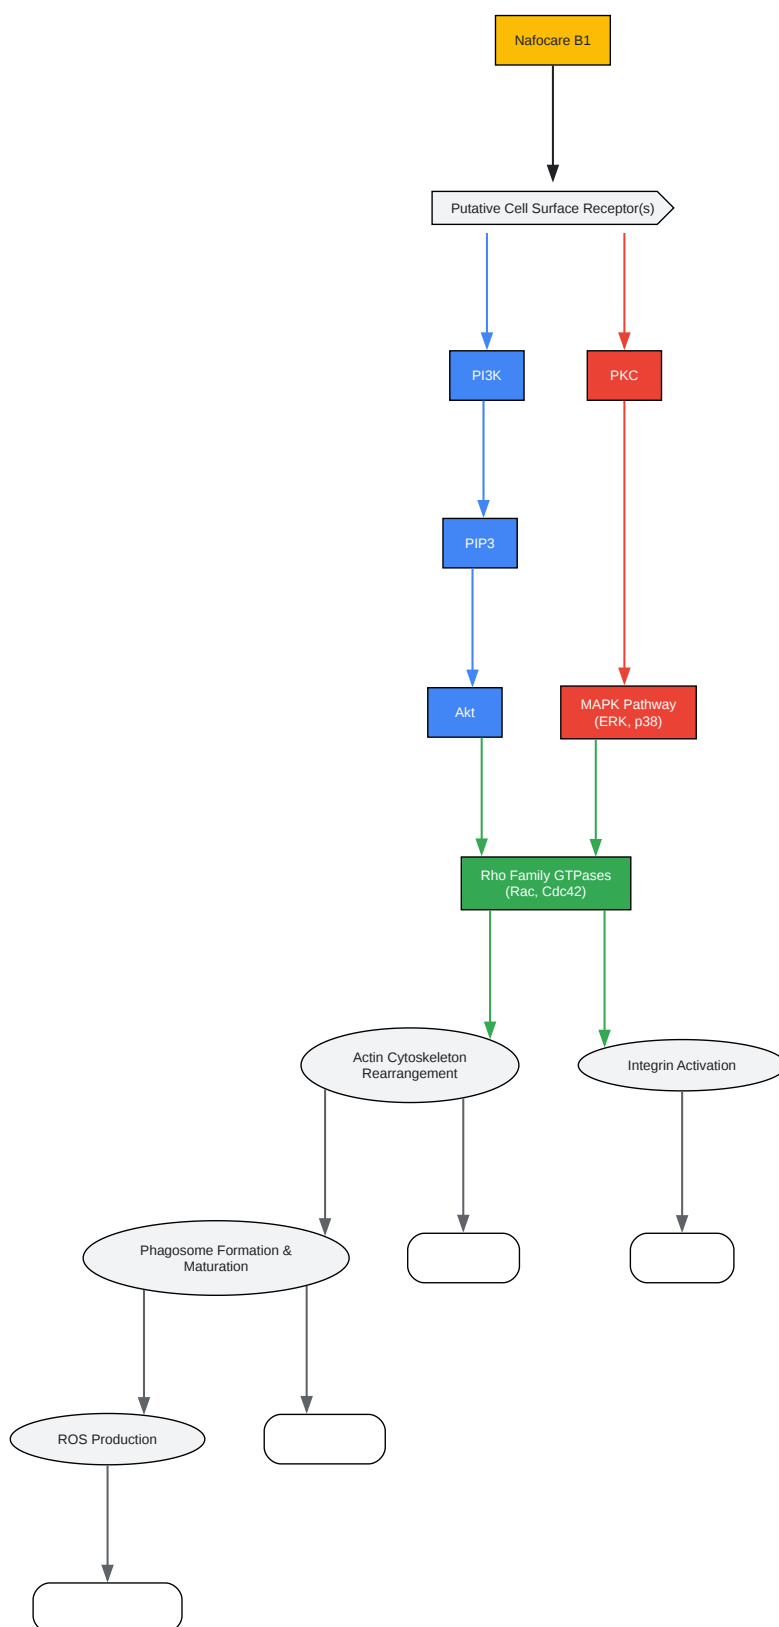 Nafocare B1
Putative Cell Surface Receptor(s)
PI3K
PKC
PIP3
Akt
MAPK Pathway
(ERK, p38)
Rho Family GTPases
(Rac, Cdc42)
Actin Cytoskeleton
Rearrangement
Integrin Activation
Phagosome Formation &
Maturation
ROS Production